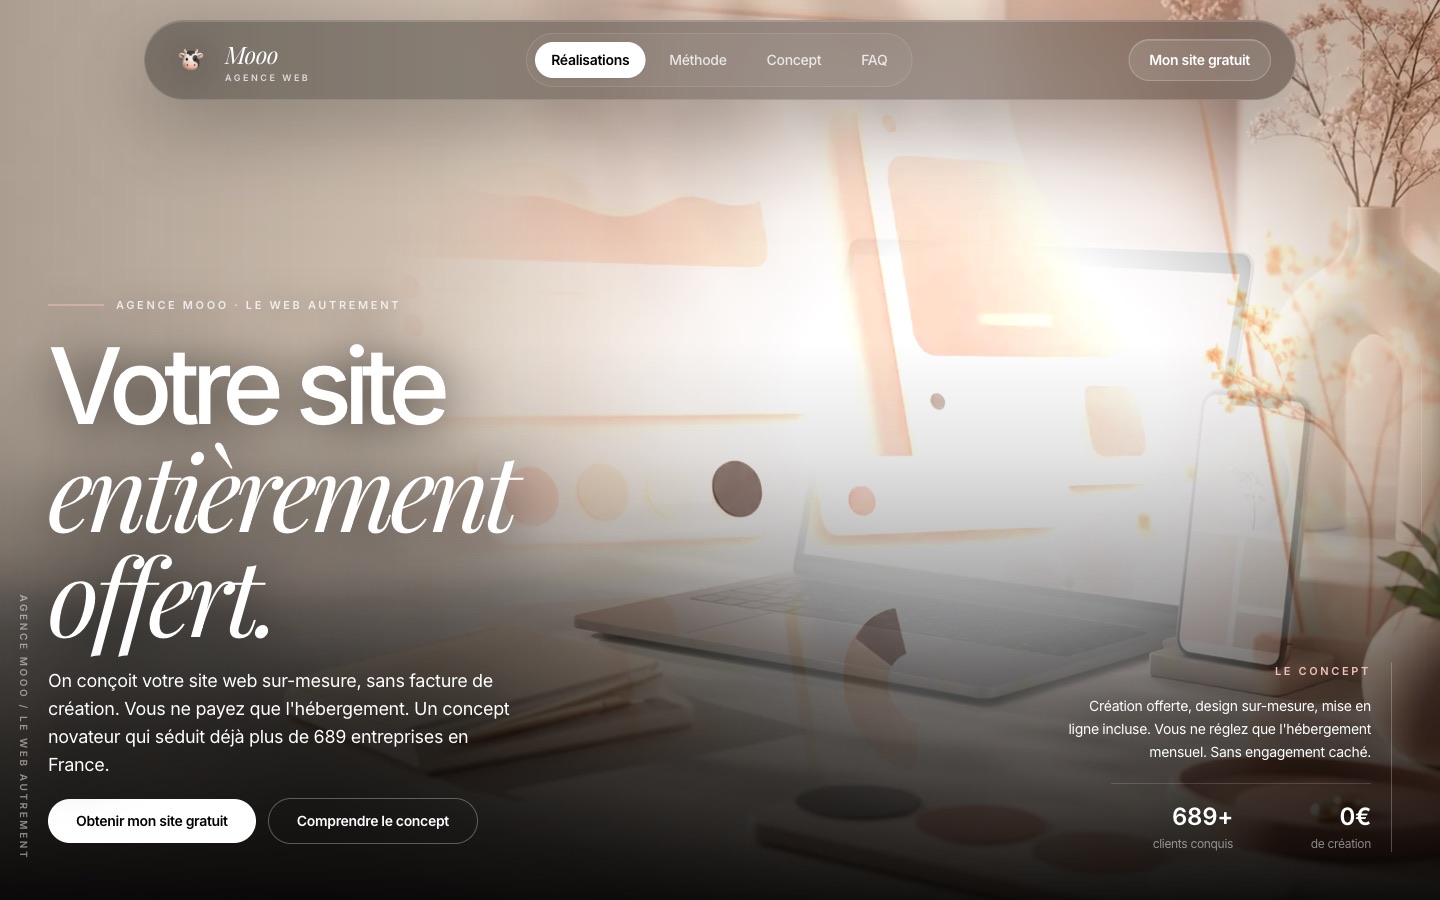 Mooo
AGENCE WEB
Réalisations
Méthode
Concept
FAQ
Mon site gratuit
AGENCE MOOO · LE WEB AUTREMENT
Votre site
entièrement
offert.
On conçoit votre site web sur-mesure, sans facture de
création. Vous ne payez que l'hébergement. Un concept
novateur qui séduit déjà plus de 689 entreprises en
France.
Obtenir mon site gratuit
Comprendre le concept
AGENCE MOOO / LE WEB AUTREMENT
LE CONCEPT
Création offerte, design sur-mesure, mise en
ligne incluse. Vous ne réglez que l'hébergement
mensuel. Sans engagement caché.
689+
clients conquis
0€
de création